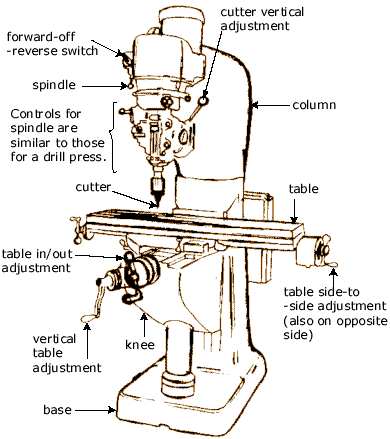 cutter vertical
adjustment
forward-off
-reverse switch
spindle
column
Controls for
spindle are
similar to those
for a drill press.
cutter
table
table in/out
adjustment
table side-to
-side adjustment
(also on opposite
side)
vertical
table
adjustment
knee
base